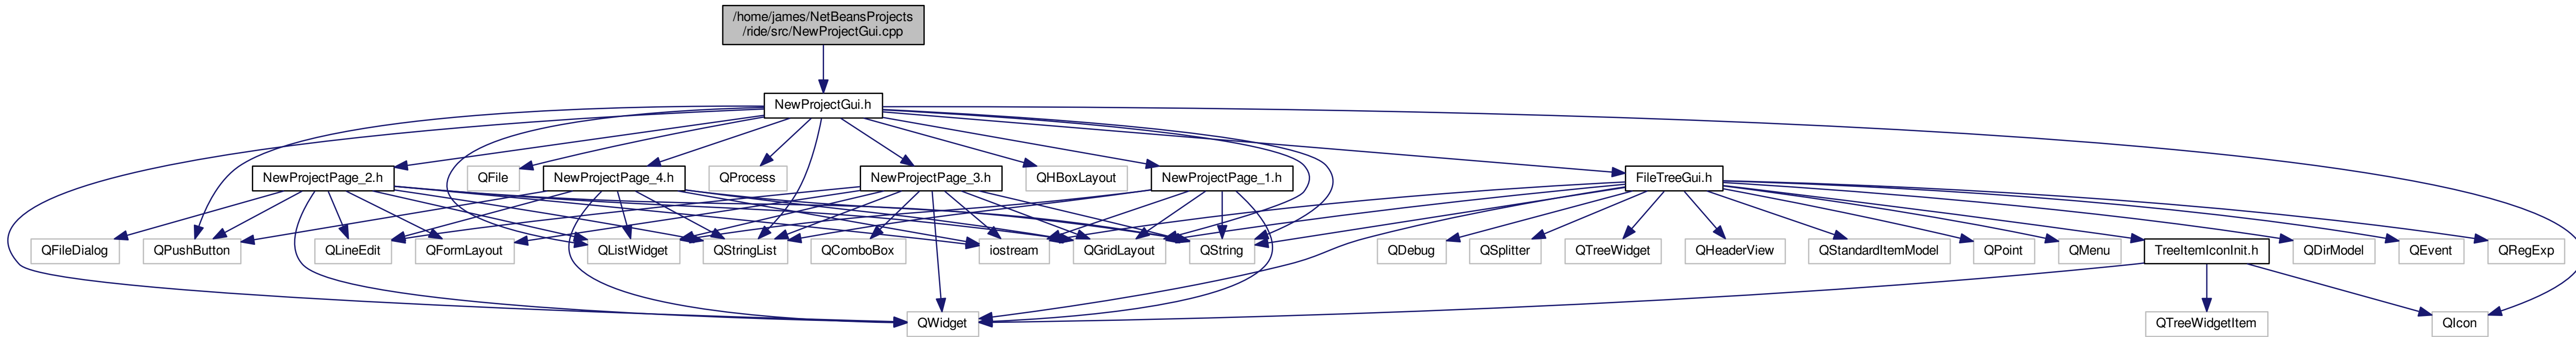 /home/james/NetBeansProjects
/ride/src/NewProjectGui.cpp
NewProjectGui.h
NewProjectPage_2.h
QFile
NewProjectPage_4.h
QProcess
NewProjectPage_3.h
QHBoxLayout
NewProjectPage_1.h
FileTreeGui.h
QFileDialog
QPushButton
QLineEdit
QFormLayout
QListWidget
QStringList
QComboBox
iostream
QGridLayout
QString
QDebug
QSplitter
QTreeWidget
QHeaderView
QStandardItemModel
QPoint
QMenu
TreeItemIconInit.h
QDirModel
QEvent
QRegExp
QWidget
QTreeWidgetItem
QIcon